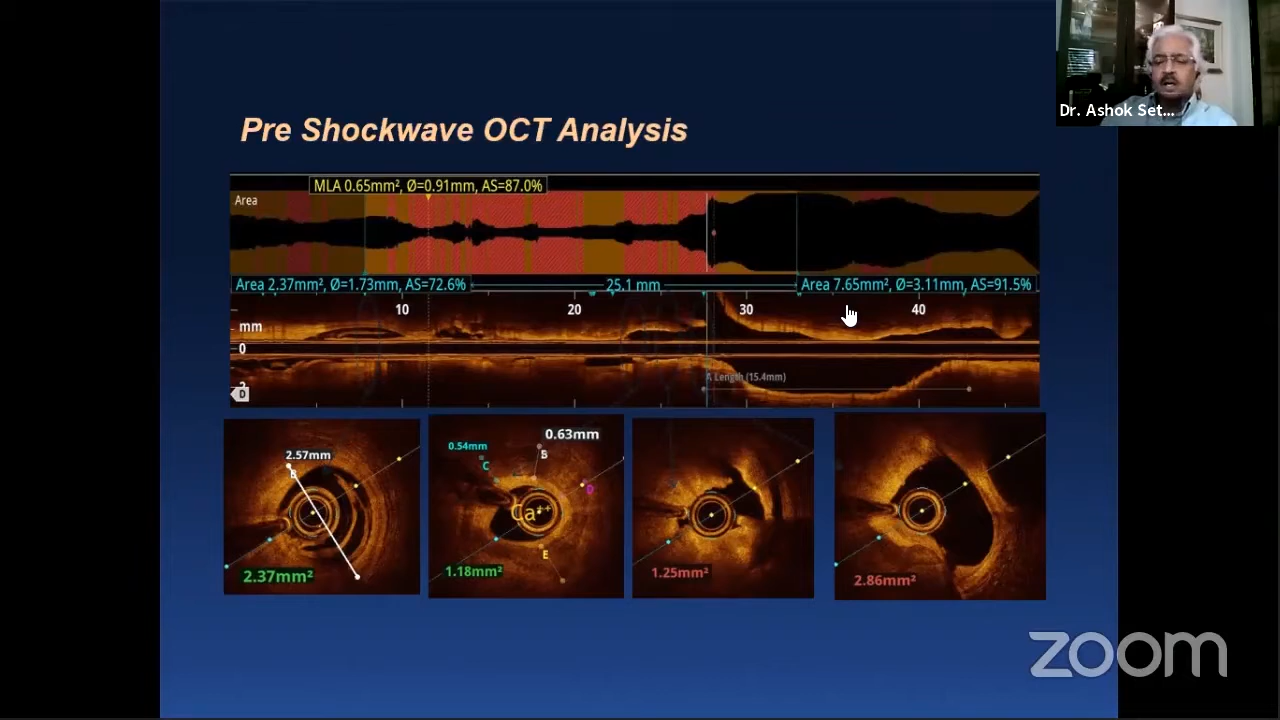 Dr. Ashok Set...
Pre Shockwave OCT Analysis
MLA 0.65mm², Ø=0.91mm, AS=87.0%
Area
Area 2.37mm², Ø=1.73mm, AS=72.6%
25.1 mm
Area 7.65mm², Ø=3.11mm, AS=91.5%
10 20 30 40
mm
0
2
A Length (15.4mm)
D
2.57mm
B
2.37mm²
0.54mm
0.63mm
B
C
D
Ca++
E
1.18mm²
1.25mm²
2.86mm²
zoom